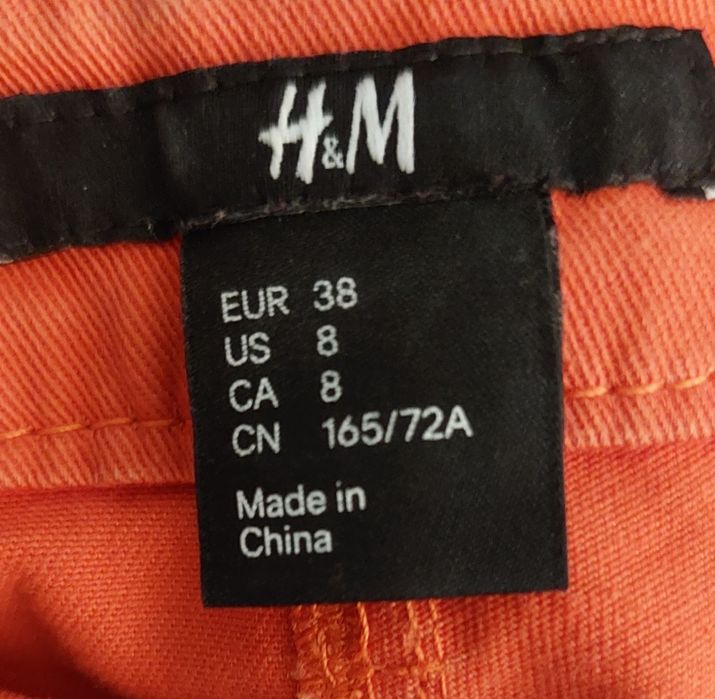 H&M
EUR 38
US 8
CA 8
CN 165/72A
Made in
China